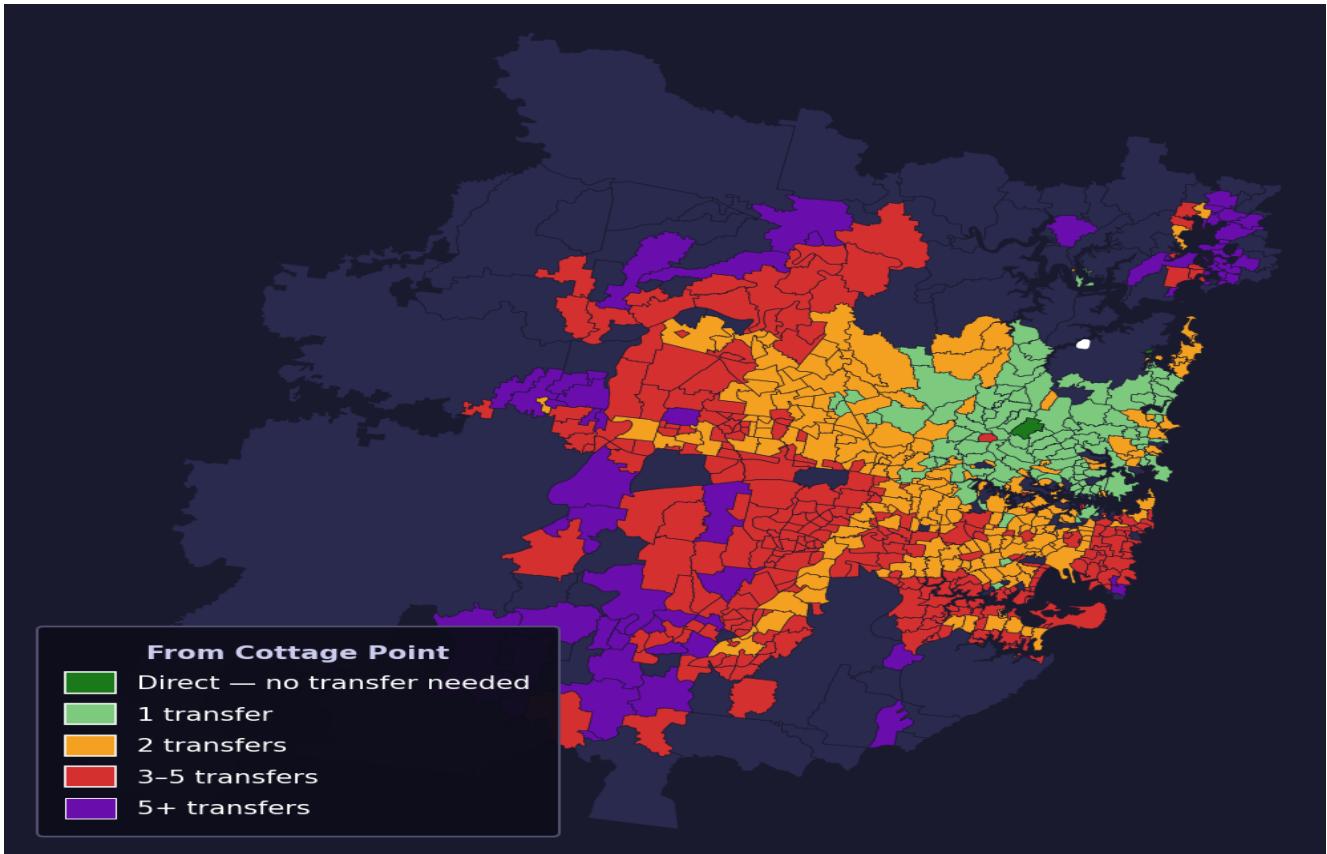 From Cottage Point
Direct — no transfer needed
1 transfer
2 transfers
3–5 transfers
5+ transfers